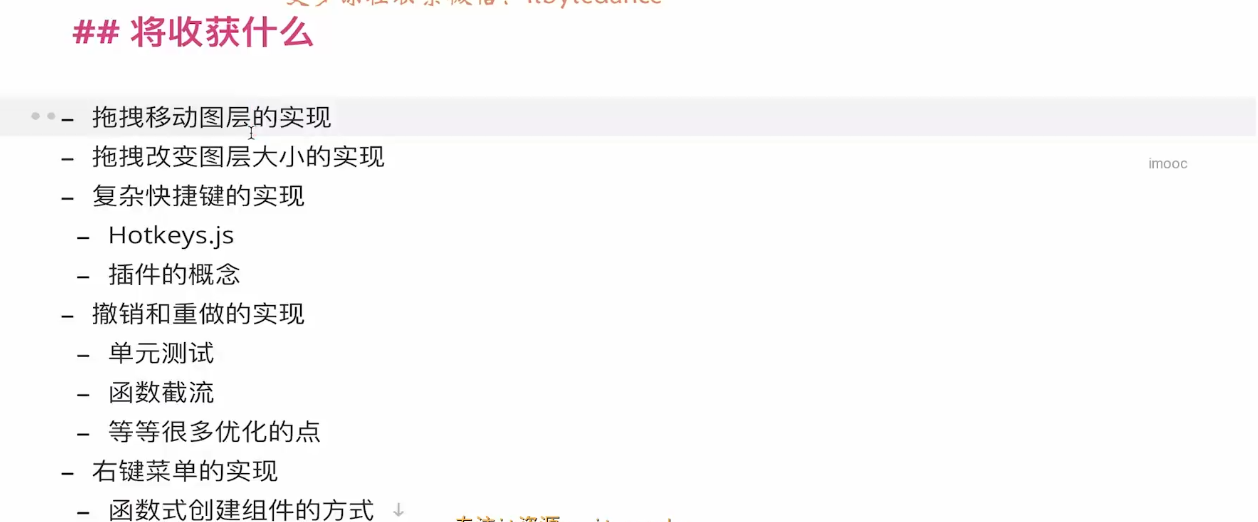 ## 将收获什么
- 拖拽移动图层的实现
- 拖拽改变图层大小的实现
imooc
- 复杂快捷键的实现
- Hotkeys.js
- 插件的概念
- 撤销和重做的实现
- 单元测试
- 函数截流
- 等等很多优化的点
- 右键菜单的实现
- 函数式创建组件的方式 ↓